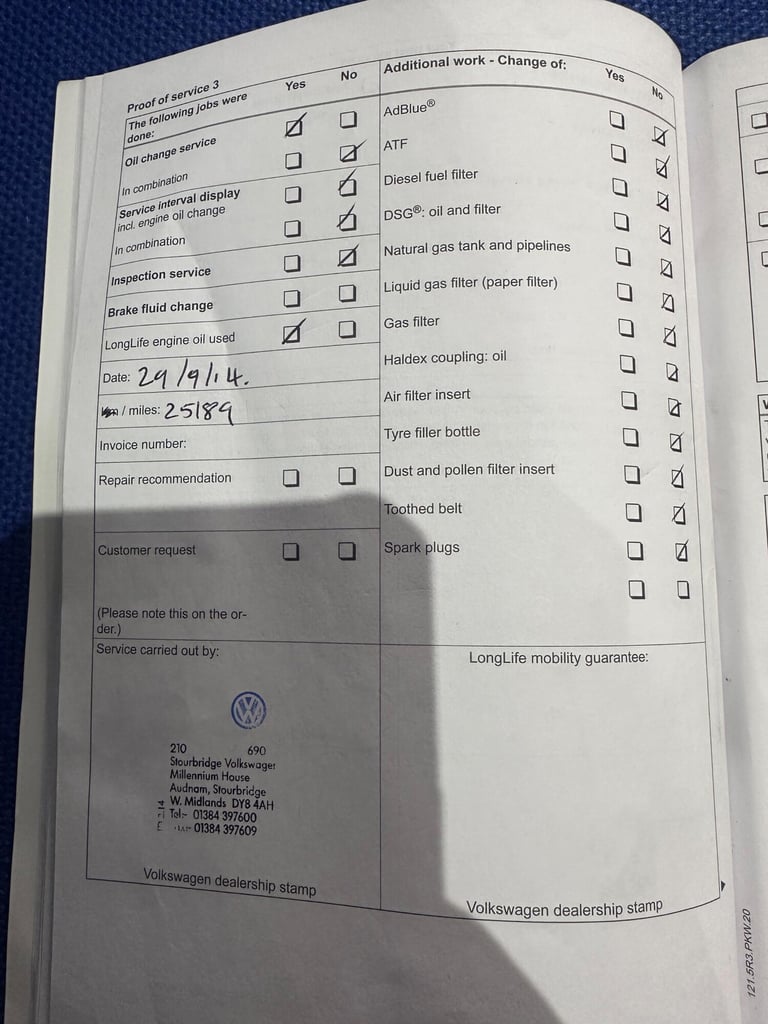 Proof of service 3
The following jobs were
done:
Yes
No
Oil change service
In combination
Service interval display
incl. engine oil change
In combination
Inspection service
Brake fluid change
LongLife engine oil used
Date: 29/9/14.
/ miles: 25189
Invoice number:
Repair recommendation
Customer request
(Please note this on the or-
der.)
Service carried out by:
210 690
Stourbridge Volkswagen
Millennium House
Audnam, Stourbridge
W. Midlands DY8 4AH
Tel:- 01384 397600
01384 397609
Volkswagen dealership stamp
Additional work - Change of:
Yes
No
AdBlue®
ATF
Diesel fuel filter
DSG®: oil and filter
Natural gas tank and pipelines
Liquid gas filter (paper filter)
Gas filter
Haldex coupling: oil
Air filter insert
Tyre filler bottle
Dust and pollen filter insert
Toothed belt
Spark plugs
LongLife mobility guarantee:
Volkswagen dealership stamp
121.5R3.PKW.20